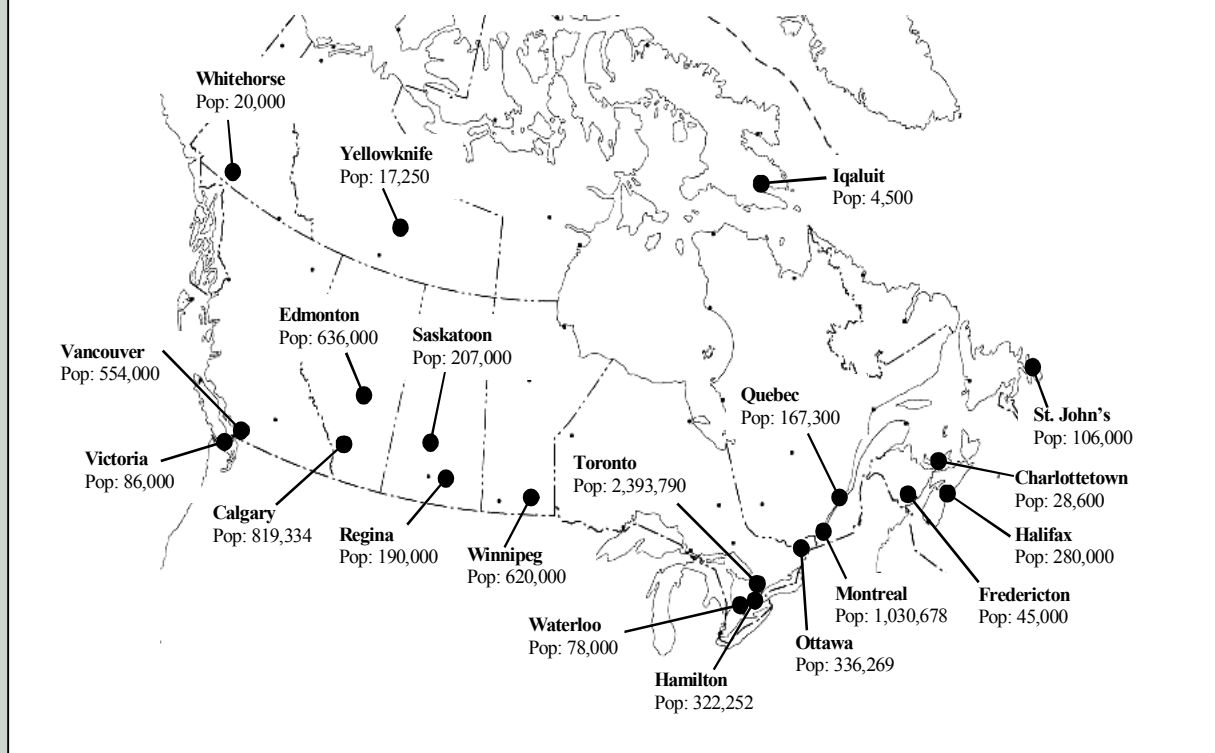 Whitehorse
Pop: 20,000
Yellowknife
Pop: 17,250
Iqaluit
Pop: 4,500
Edmonton
Pop: 636,000
Saskatoon
Pop: 207,000
Vancouver
Pop: 554,000
Quebec
Pop: 167,300
St. John's
Pop: 106,000
Victoria
Pop: 86,000
Toronto
Pop: 2,393,790
Charlottetown
Pop: 28,600
Calgary
Pop: 819,334
Regina
Pop: 190,000
Winnipeg
Pop: 620,000
Halifax
Pop: 280,000
Montreal
Pop: 1,030,678
Fredericton
Pop: 45,000
Waterloo
Pop: 78,000
Ottawa
Pop: 336,269
Hamilton
Pop: 322,252